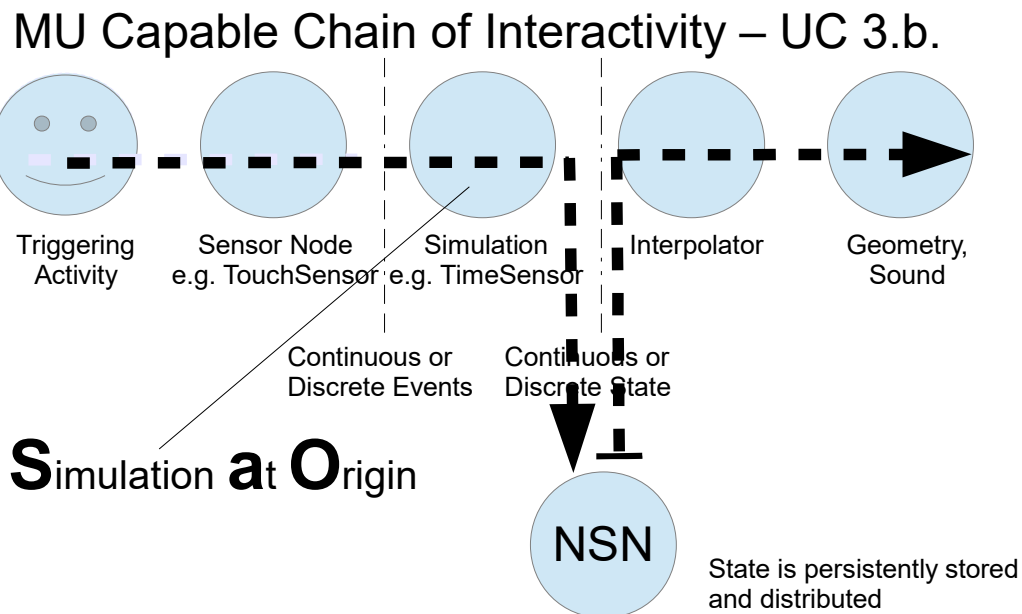 MU Capable Chain of Interactivity – UC 3.b.
Triggering
Activity
Sensor Node
e.g. TouchSensor
Simulation
e.g. TimeSensor
Interpolator
Geometry,
Sound
Continuous or
Discrete Events
Continuous or
Discrete State
Simulation at Origin
NSN
State is persistently stored
and distributed